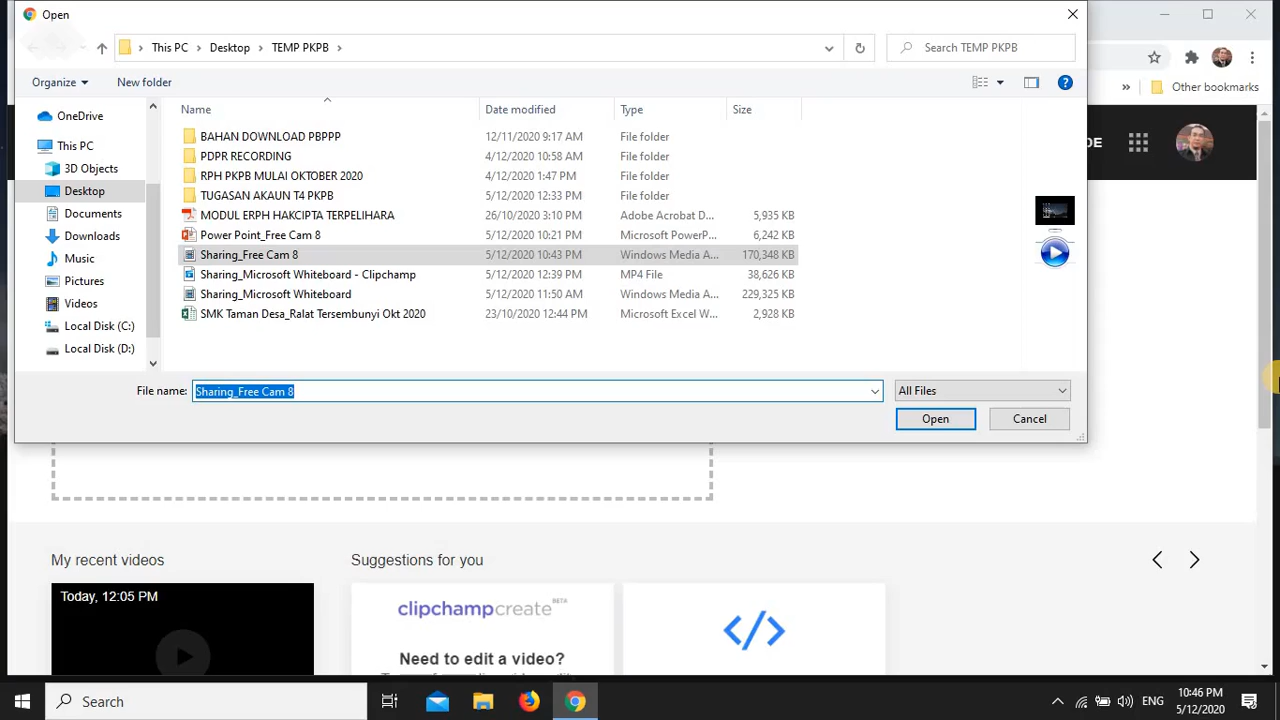 Open
This PC > Desktop > TEMP PKPB >
Search TEMP PKPB
Organize
New folder
Other bookmarks
Name Date modified Type Size
OneDrive
This PC
3D Objects
Desktop
Documents
Downloads
Music
Pictures
Videos
Local Disk (C:)
Local Disk (D:)
BAHAN DOWNLOAD PBPPP 12/11/2020 9:17 AM File folder
PDPR RECORDING 4/12/2020 10:58 AM File folder
RPH PKPB MULAI OKTOBER 2020 4/12/2020 1:47 PM File folder
TUGASAN AKAUN T4 PKPB 5/12/2020 12:33 PM File folder
MODUL ERPH HAKCIPTA TERPELIHARA 26/10/2020 3:10 PM Adobe Acrobat D... 5,935 KB
Power Point_Free Cam 8 5/12/2020 10:21 PM Microsoft PowerP... 6,242 KB
Sharing_Free Cam 8 5/12/2020 10:43 PM Windows Media A... 170,348 KB
Sharing_Microsoft Whiteboard - Clipchamp 5/12/2020 12:39 PM MP4 File 38,626 KB
Sharing_Microsoft Whiteboard 5/12/2020 11:50 AM Windows Media A... 229,325 KB
SMK Taman Desa_Ralat Tersembunyi Okt 2020 23/10/2020 12:44 PM Microsoft Excel W... 2,928 KB
DE
File name: Sharing_Free Cam 8
All Files
Open
Cancel
My recent videos
Suggestions for you
Today, 12:05 PM
clipchampcreate BETA
Need to edit a video?
</>
Search
ENG
10:46 PM
5/12/2020